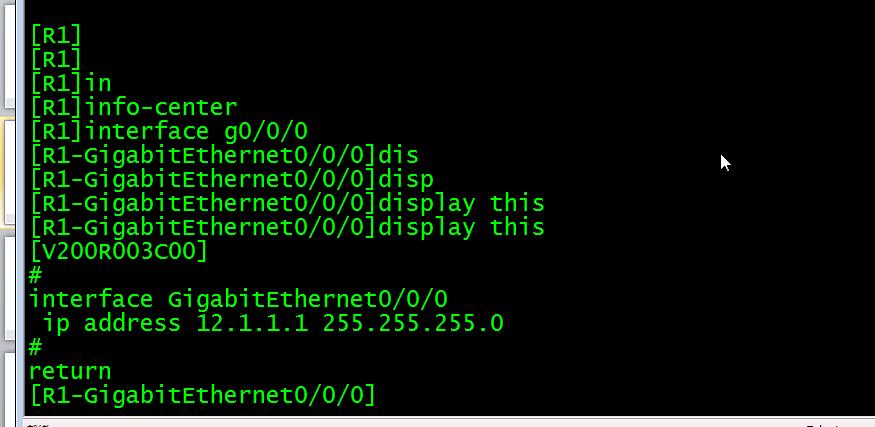 [R1]
[R1]
[R1]in
[R1]info-center
[R1]interface g0/0/0
[R1-GigabitEthernet0/0/0]dis
[R1-GigabitEthernet0/0/0]disp
[R1-GigabitEthernet0/0/0]display this
[R1-GigabitEthernet0/0/0]display this
[V200R003C00]
#
interface GigabitEthernet0/0/0
 ip address 12.1.1.1 255.255.255.0
#
return
[R1-GigabitEthernet0/0/0]